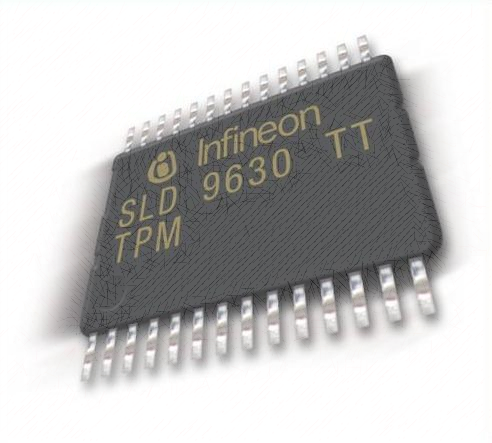 Infineon
SLD 9630 TT
TPM